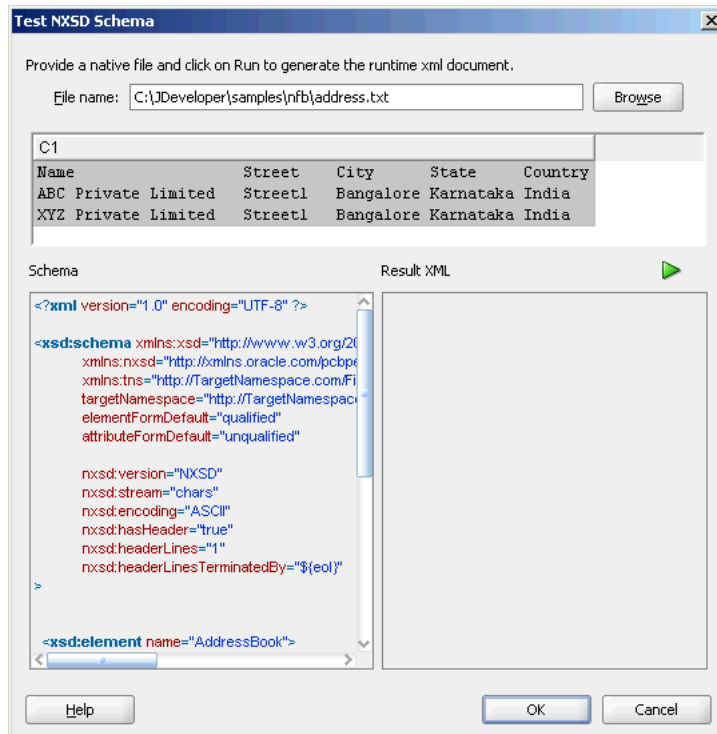 Test NXSD Schema
Provide a native file and click on Run to generate the runtime xml document.
File name: C:\JDeveloper\samples\nfb\address.txt Browse
C1
Name Street City State Country
ABC Private Limited Street1 Bangalore Karnataka India
XYZ Private Limited Street1 Bangalore Karnataka India
Schema Result XML
<?xml version="1.0" encoding="UTF-8" ?>
<xsd:schema xmlns:xsd="http://www.w3.org/20
xmlns:nxsd="http://xmlns.oracle.com/pcbpe
xmlns:tns="http://TargetNamespace.com/Fi
targetNamespace="http://TargetNamespac
elementFormDefault="qualified"
attributeFormDefault="unqualified"
nxsd:version="NXSD"
nxsd:stream="chars"
nxsd:encoding="ASCII"
nxsd:hasHeader="true"
nxsd:headerLines="1"
nxsd:headerLinesTerminatedBy="${eol}"
>
<xsd:element name="AddressBook">
Help OK Cancel